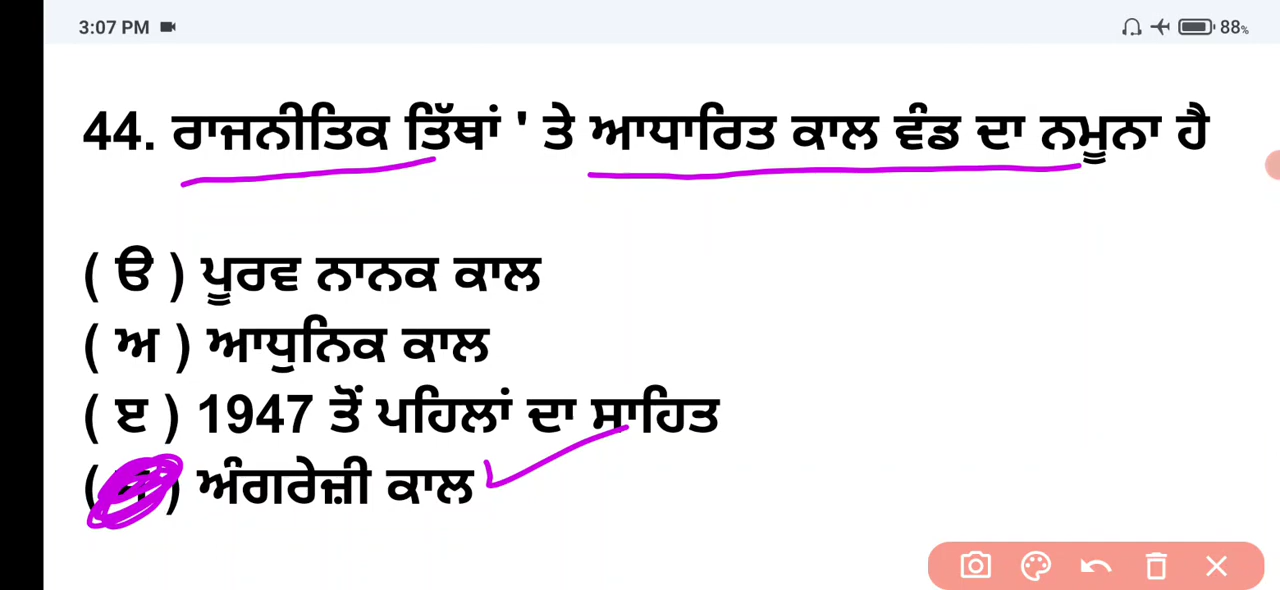 3:07 PM 88%
44. ਰਾਜਨੀਤਿਕ ਤਿੱਥਾਂ ' ਤੇ ਆਧਾਰਿਤ ਕਾਲ ਵੰਡ ਦਾ ਨਮੂਨਾ ਹੈ
( ੳ ) ਪੂਰਵ ਨਾਨਕ ਕਾਲ
( ਅ ) ਆਧੁਨਿਕ ਕਾਲ
( ੲ ) 1947 ਤੋਂ ਪਹਿਲਾਂ ਦਾ ਸਾਹਿਤ
( ) ਅੰਗਰੇਜ਼ੀ ਕਾਲ